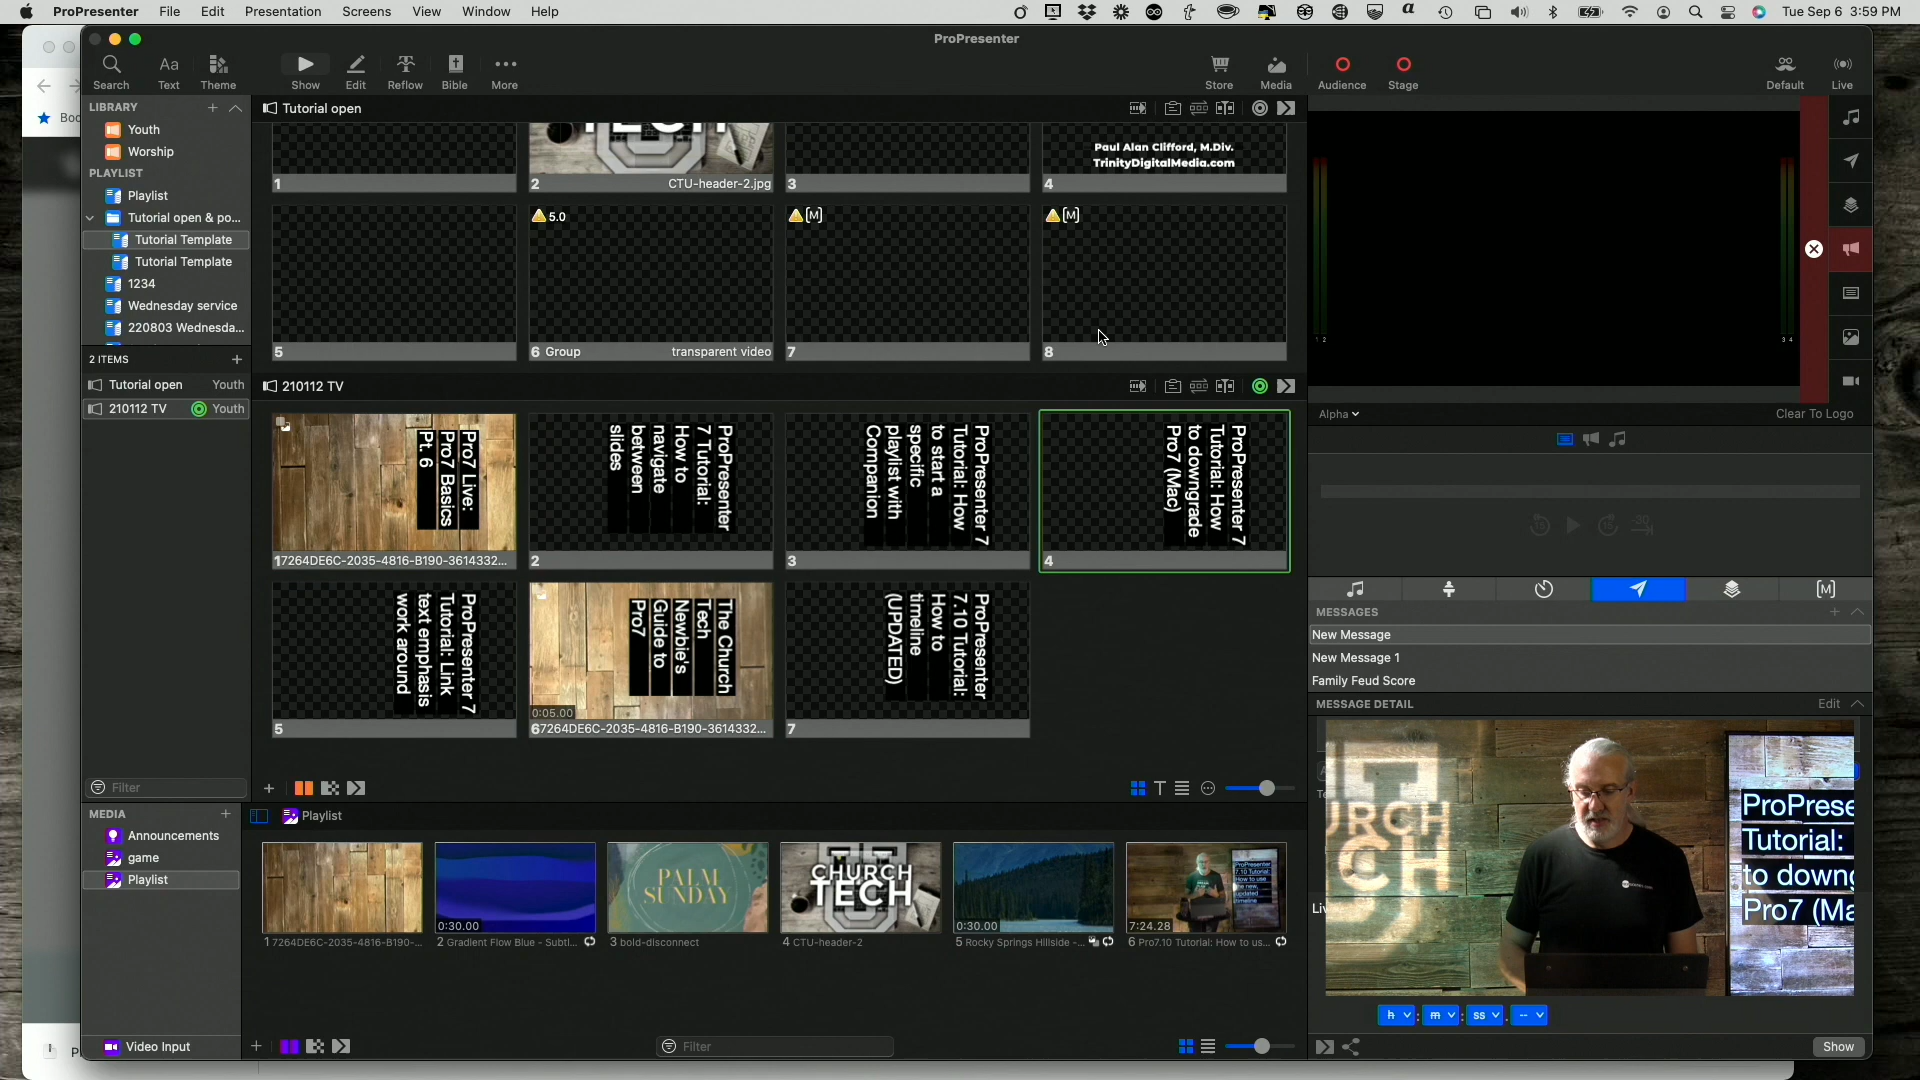 ProPresenter File Edit Presentation Screens View Window Help
Tue Sep 6 3:59 PM
ProPresenter
Search Text Theme Show Edit Reflow Bible More Store Media Audience Stage Default Live
Aa
LIBRARY
Youth
Worship
PLAYLIST
Playlist
Tutorial open & po...
Tutorial Template
Tutorial Template
1234
Wednesday service
220803 Wednesda...
2 ITEMS
Tutorial open Youth
210112 TV Youth
Filter
Tutorial open
TECH
Paul Alan Clifford, M.Div.
TrinityDigitalMedia.com
1
2 CTU-header-2.jpg
3
4
5.0
[M]
[M]
5
6 Group transparent video
7
8
210112 TV
Pro7 Live:
Pro7 Basics
Pt. 6
17264DE6C-2035-4816-B190-3614332...
ProPresenter
7 Tutorial:
How to
navigate
between
slides
2
ProPresenter 7
Tutorial: How
to start a
specific
playlist with
Companion
3
ProPresenter 7
Tutorial: How
to downgrade
Pro7 (Mac)
4
ProPresenter 7
Tutorial: Link
text emphasis
work around
5
The Church
Tech
Newbie's
Guide to
Pro7
0:05.00
67264DE6C-2035-4816-B190-3614332...
ProPresenter
7.10 Tutorial:
How to
timeline
(UPDATED)
7
MEDIA
Announcements
game
Playlist
Video Input
Playlist
1 7264DE6C-2035-4816-B190-...
0:30.00
2 Gradient Flow Blue - Subtl...
PALM
SUNDAY
3 bold-disconnect
CHURCH
TECH
4 CTU-header-2
0:30.00
5 Rocky Springs Hillside -...
7:24.28
6 Pro7.10 Tutorial: How to us...
Filter
1 2
3 4
Alpha Clear To Logo
-30
[M]
MESSAGES
New Message
New Message 1
Family Feud Score
MESSAGE DETAIL Edit
URCH
ECH
ProPrese
Tutorial:
to down
Pro7 (Ma
h : m : ss . --
Show